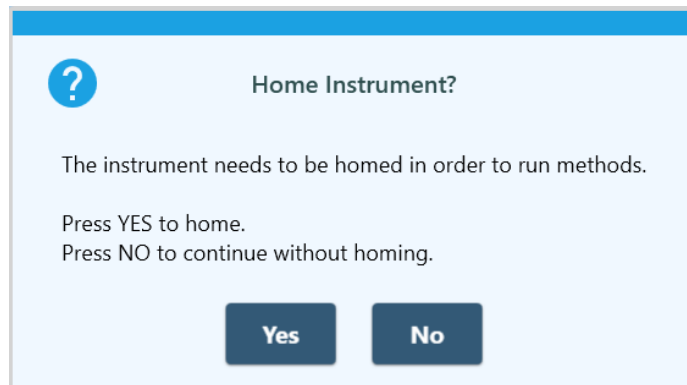 ?
Home Instrument?
The instrument needs to be homed in order to run methods.
Press YES to home.
Press NO to continue without homing.
Yes
No